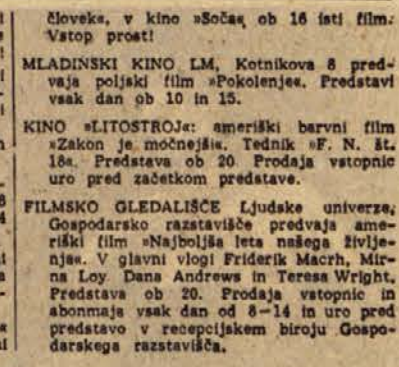 človeka, v kino »Soča« ob 16 isti film.
Vstop prost!
MLADINSKI KINO LM, Kotnikova 8 pred-
vaja poljski film »Pokolenje«. Predstavi
vsak dan ob 10 in 15.
KINO »LITOSTROJ«: ameriški barvni film
»Zakon je močnejši«. Tednik »F. N. št.
18«. Predstava ob 20. Prodaja vstopnic
uro pred začetkom predstave.
FILMSKO GLEDALIŠČE Ljudske univerze,
Gospodarsko razstavišče predvaja ame-
riški film »Najboljša leta našega življe-
nja«. V glavni vlogi Friderik Macrh, Mir-
na Loy. Dana Andrews in Teresa Wright.
Predstava ob 20. Prodaja vstopnic in
abonmaja vsak dan od 8—14 in uro pred
predstavo v recepcijskem biroju Gospo-
darskega razstavišča.